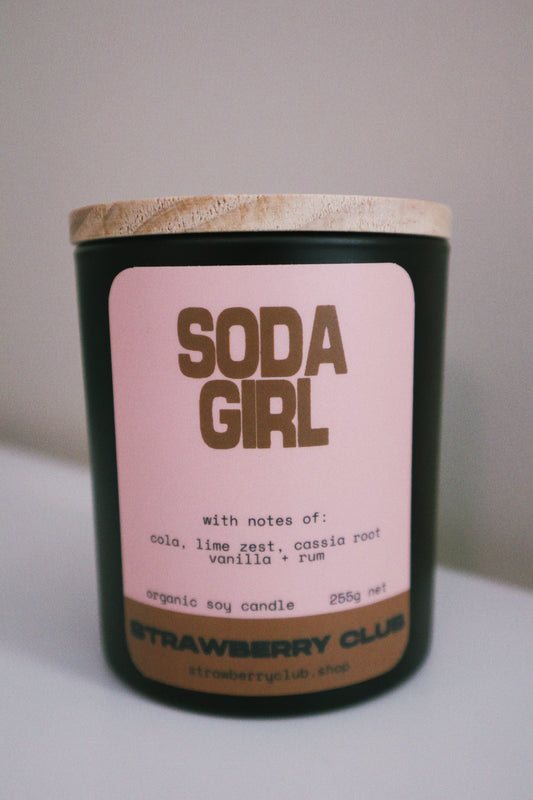 SODA
GIRL
with notes of:
cola, lime zest, cassia root
vanilla + rum
organic soy candle 255g net
STRAWBERRY CLUB
strawberryclub.shop